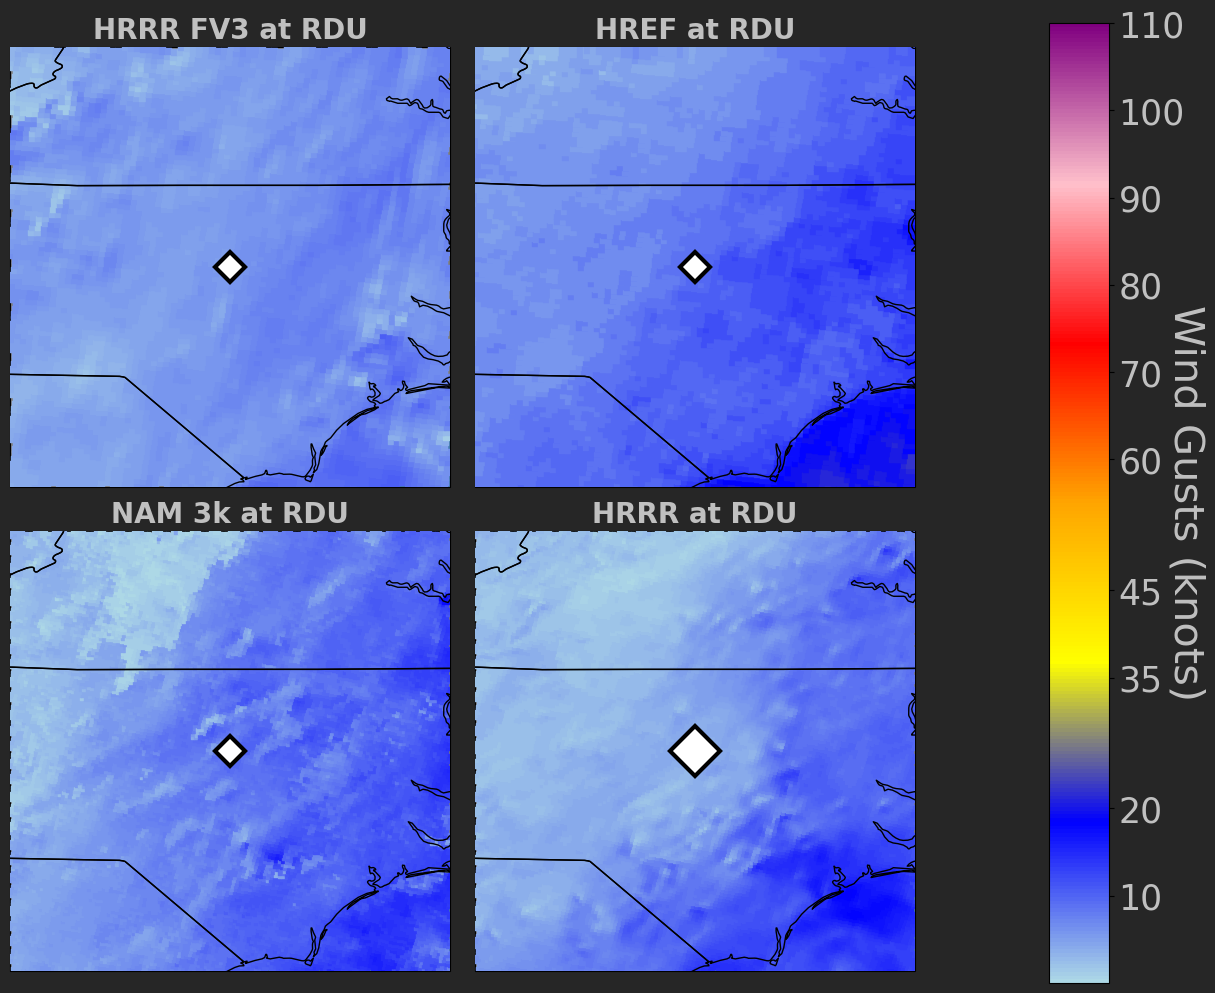 HRRR FV3 at RDU
HREF at RDU
NAM 3k at RDU
HRRR at RDU
110
100
90
80
70
60
45
35
20
10
Wind Gusts (knots)